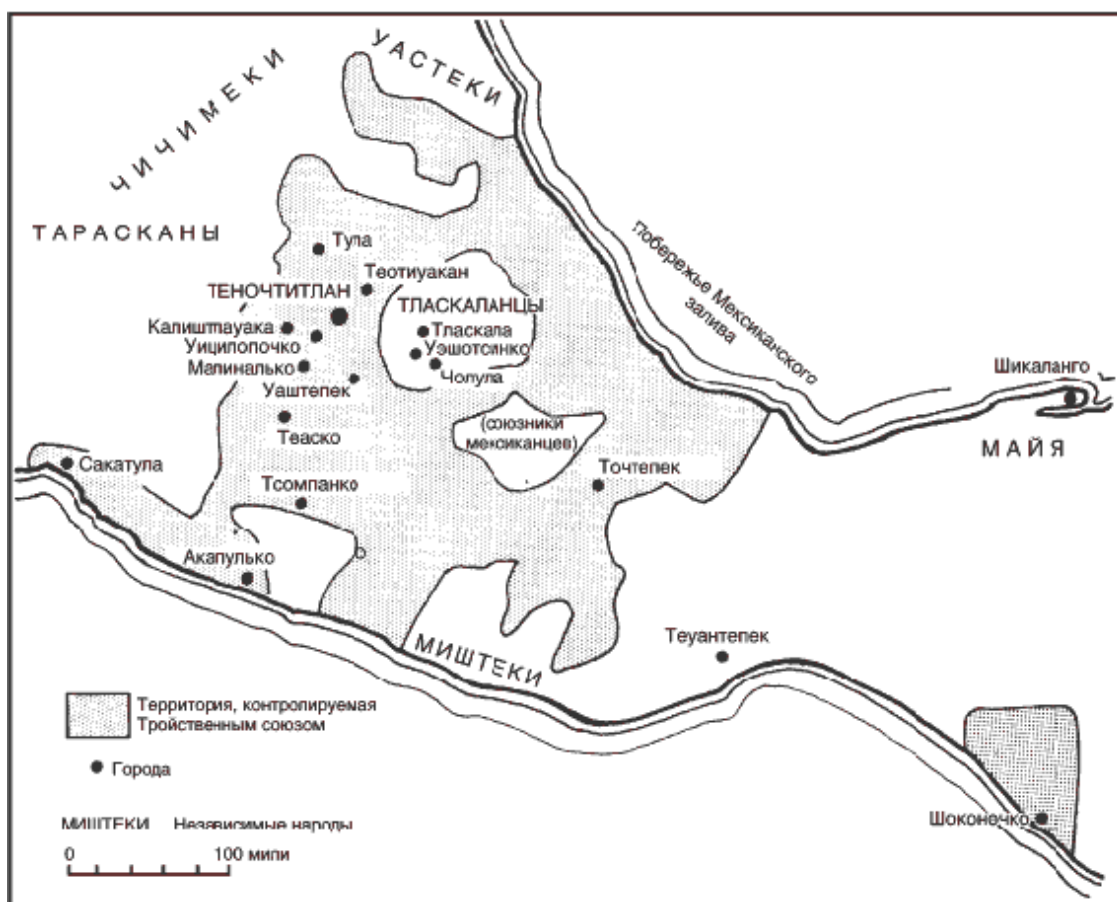 УАСТЕКИ
ЧИЧИМЕКИ
ТАРАСКАНЫ
Тула
Теотиуакан
ТЕНОЧТИТЛАН
ТЛАСКАЛАНЦЫ
Калиштауака
Тласкала
Уицилопочко
Уэшотсинко
Малиналько
Чолула
Уаштепек
Тваско
(союзники
мексиканцев)
Побережье Мексиканского
залива
Шикаланго
МАЙЯ
Сакатула
Точтепек
Тсомпанко
Акапулько
МИШТЕКИ
Теуантепек
Шоконочко
Территория, контролируемая
Тройственным союзом
Города
МИШТЕКИ Независимые народы
0 100 мили